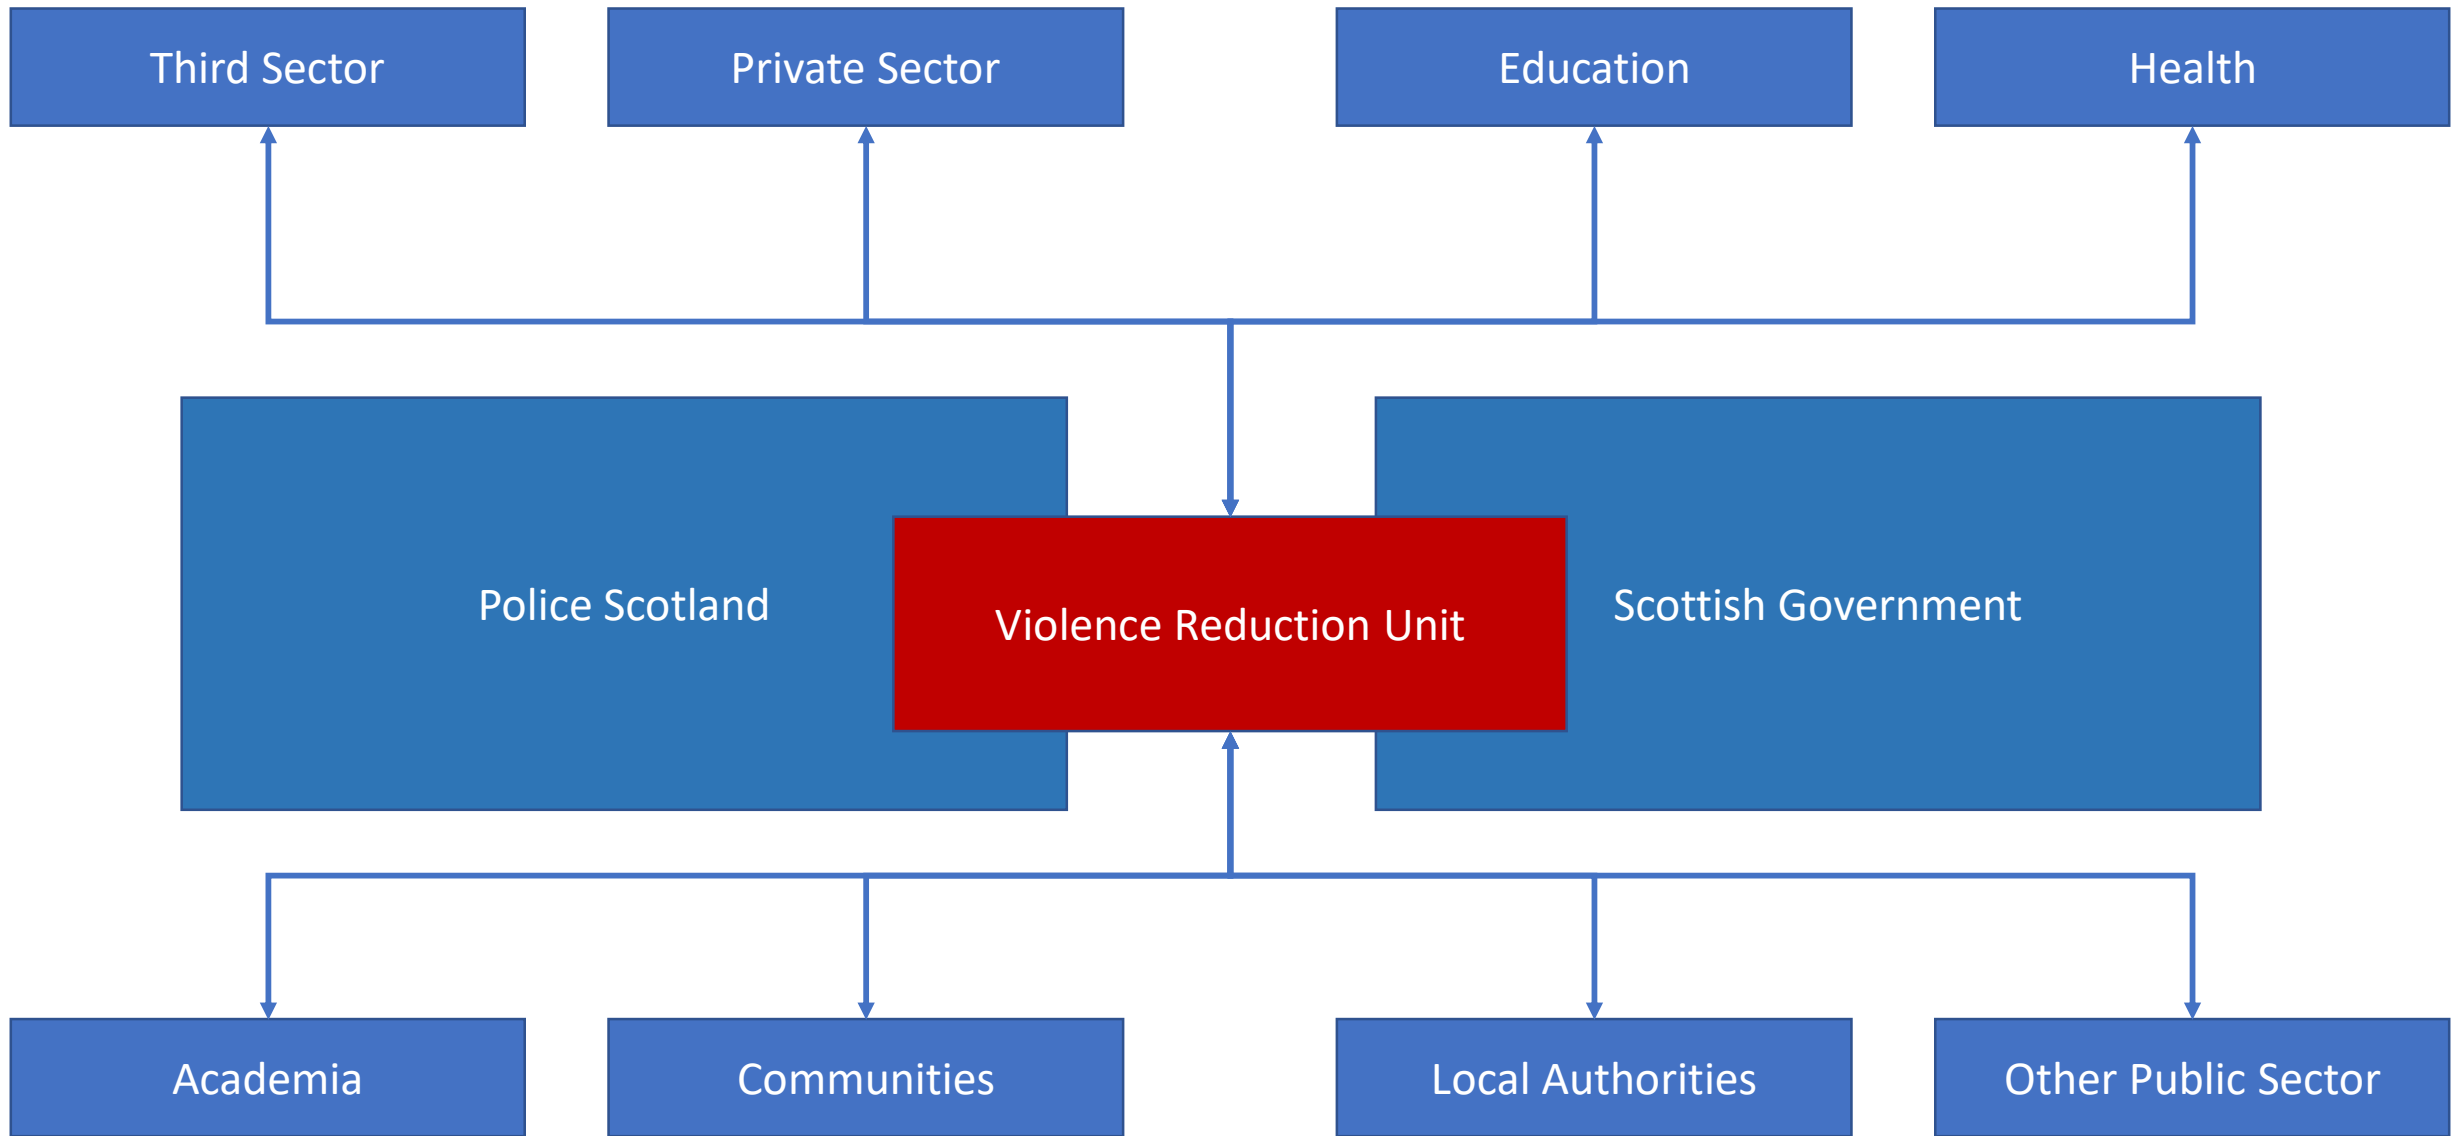 Third Sector
Private Sector
Education
Health
Police Scotland
Violence Reduction Unit
Scottish Government
Academia
Communities
Local Authorities
Other Public Sector